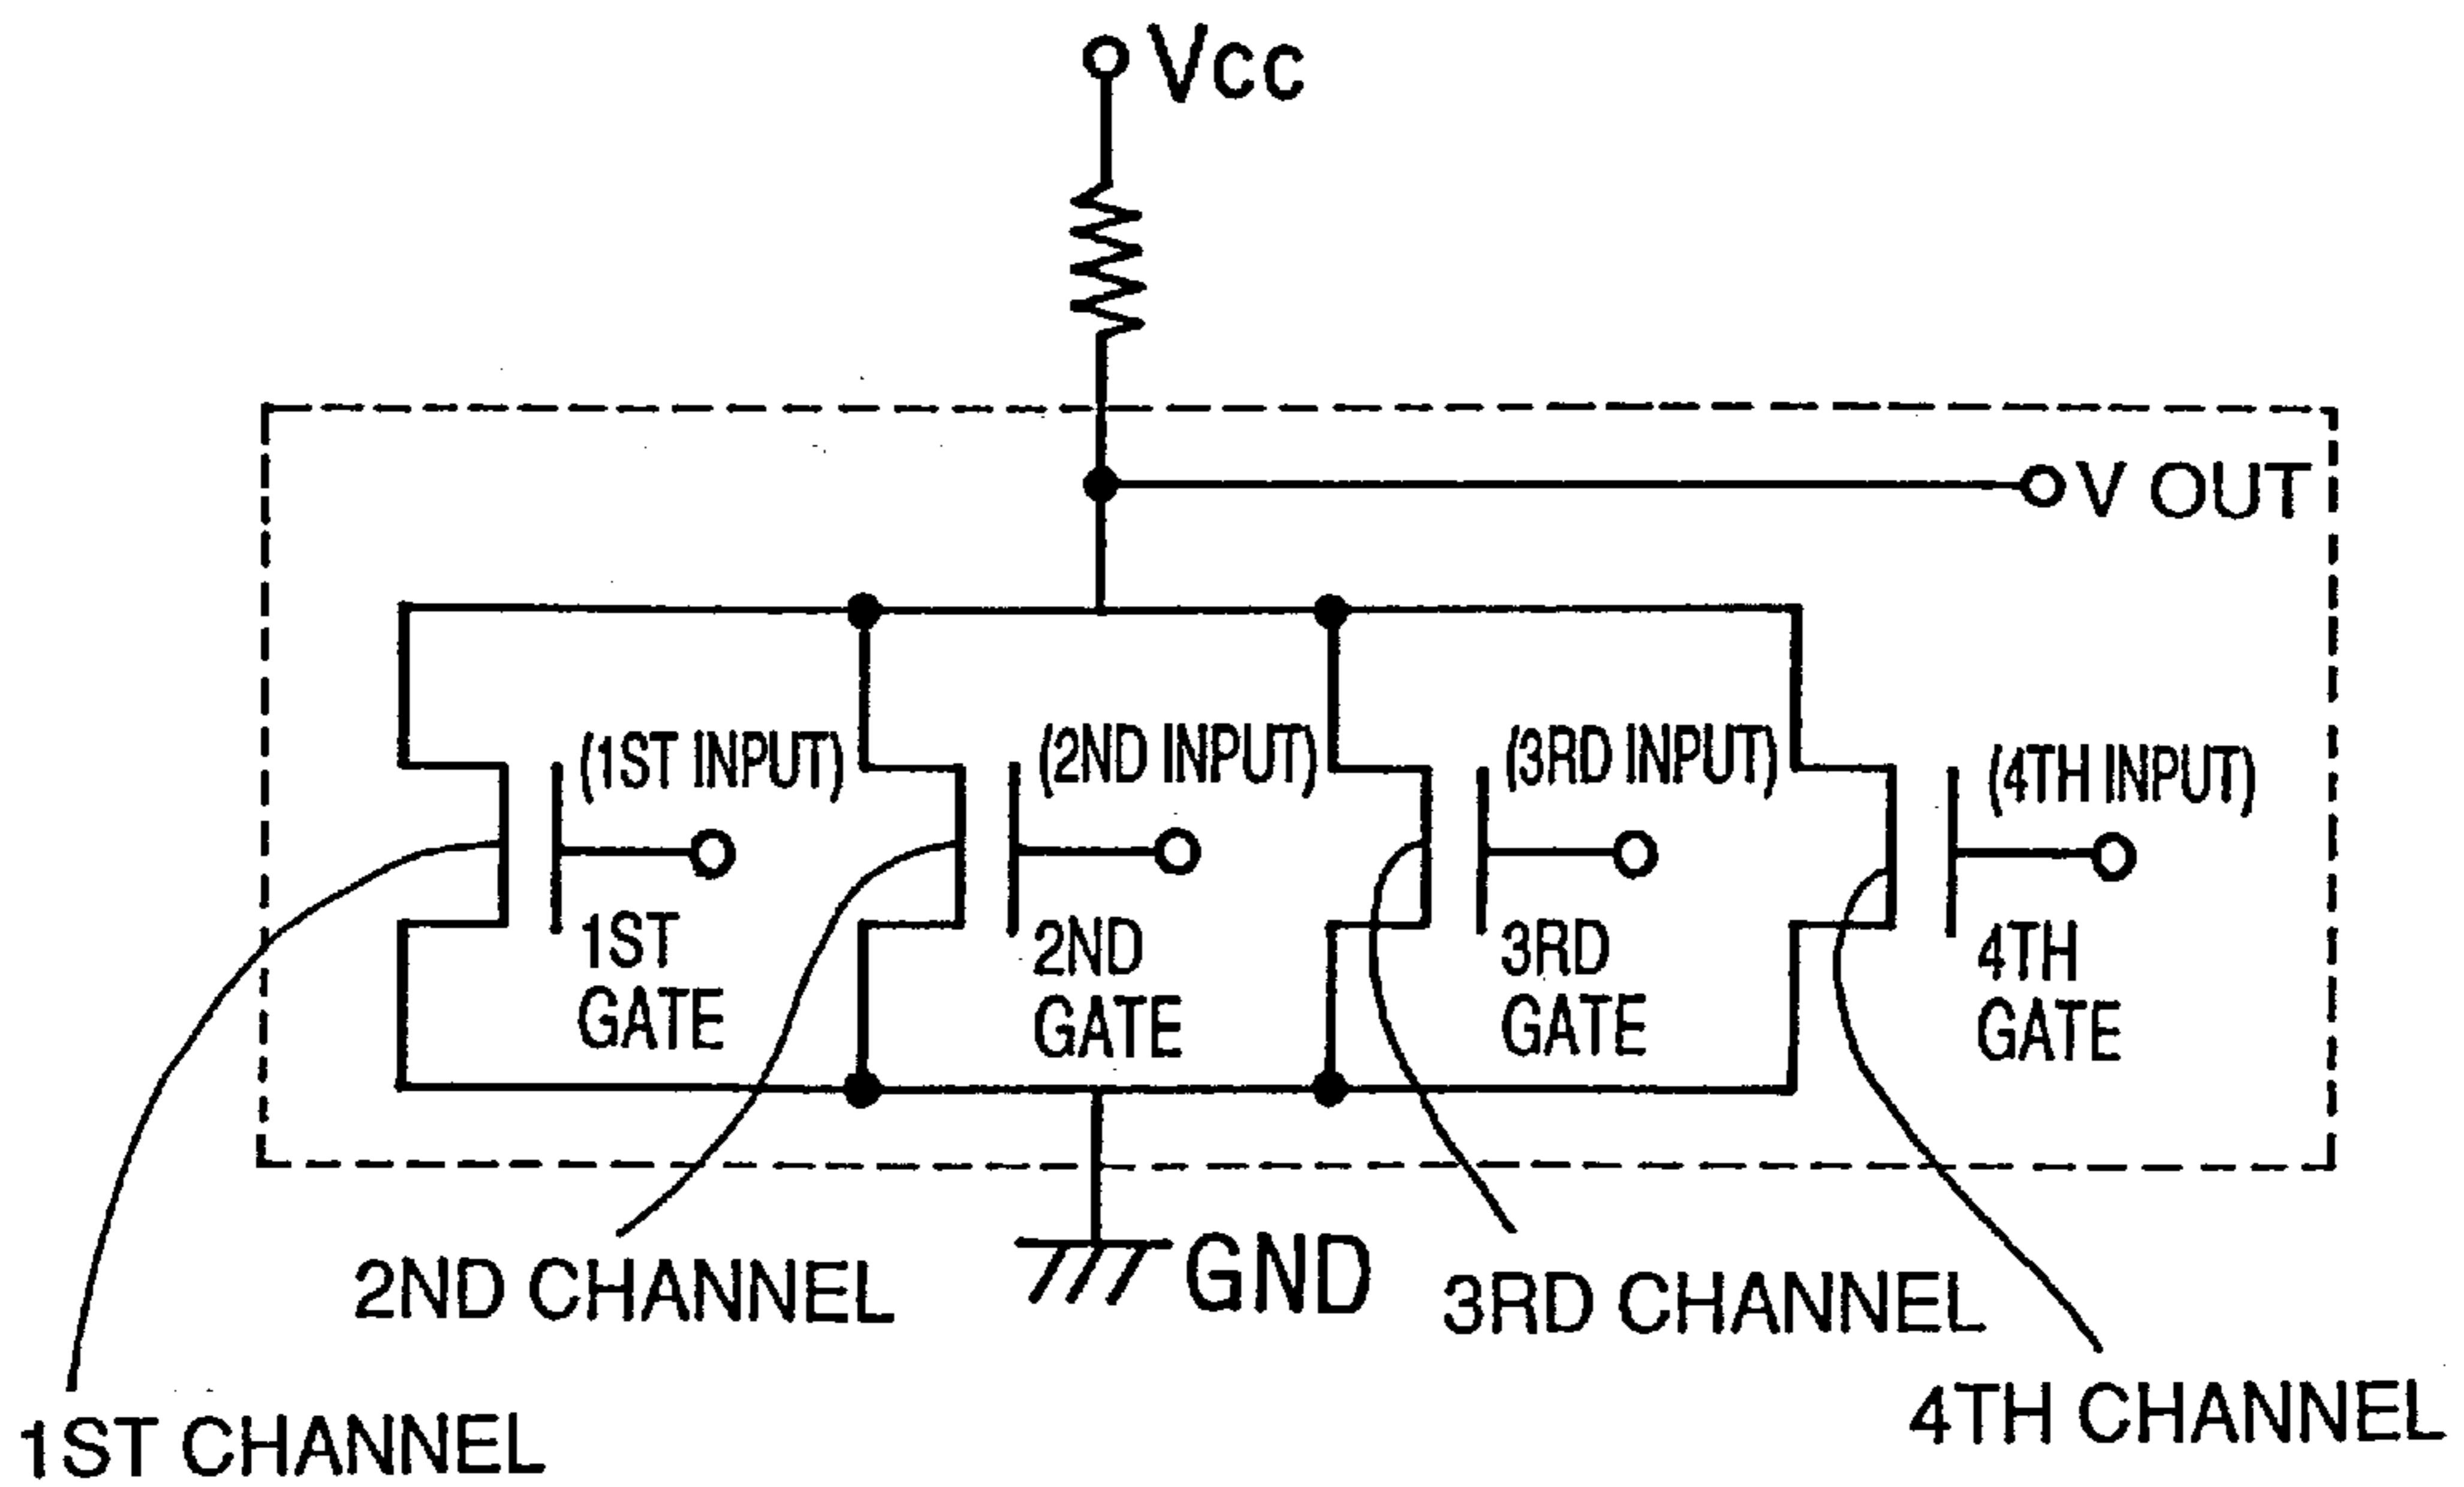 Vcc
V OUT
(1ST INPUT)
(2ND INPUT)
(3RD INPUT)
(4TH INPUT)
1ST
GATE
2ND
GATE
3RD
GATE
4TH
GATE
2ND CHANNEL
GND
3RD CHANNEL
1ST CHANNEL
4TH CHANNEL